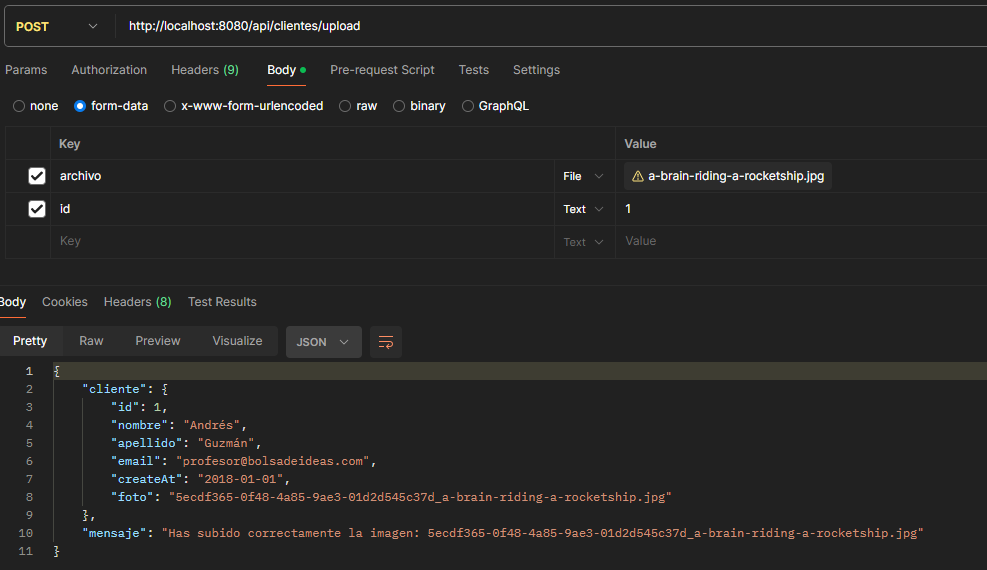 POST http://localhost:8080/api/clientes/upload
Params Authorization Headers (9) Body Pre-request Script Tests Settings
none form-data x-www-form-urlencoded raw binary GraphQL
Key Value
archivo File a-brain-riding-a-rocketship.jpg
id Text 1
Key Text Value
Body Cookies Headers (8) Test Results
Pretty Raw Preview Visualize JSON
1 {
2 "cliente": {
3 "id": 1,
4 "nombre": "Andrés",
5 "apellido": "Guzmán",
6 "email": "profesor@bolsadeideas.com",
7 "createAt": "2018-01-01",
8 "foto": "5ecdf365-0f48-4a85-9ae3-01d2d545c37d_a-brain-riding-a-rocketship.jpg"
9 },
10 "mensaje": "Has subido correctamente la imagen: 5ecdf365-0f48-4a85-9ae3-01d2d545c37d_a-brain-riding-a-rocketship.jpg"
11 }